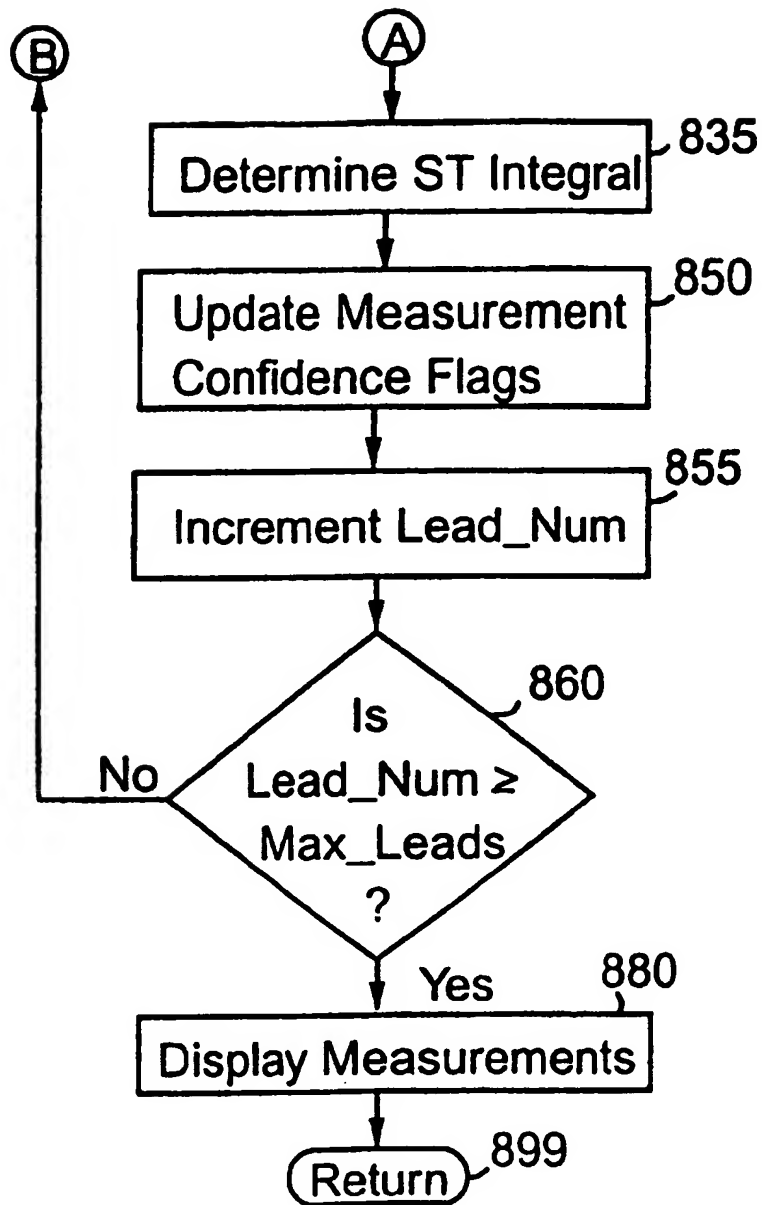 B
A
835
Determine ST Integral
850
Update Measurement
Confidence Flags
855
Increment Lead_Num
860
Is
Lead_Num ≥
Max_Leads
?
No
Yes
880
Display Measurements
Return
899